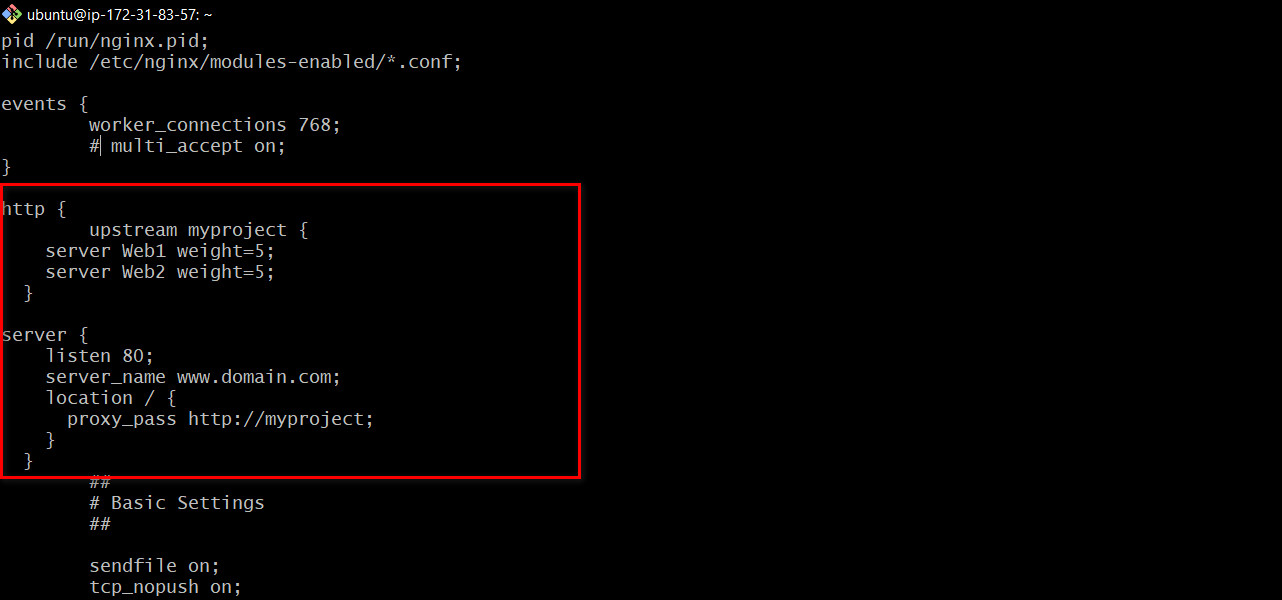 ubuntu@ip-172-31-83-57: ~
pid /run/nginx.pid;
include /etc/nginx/modules-enabled/*.conf;
events {
worker_connections 768;
# multi_accept on;
}
http {
upstream myproject {
server Web1 weight=5;
server Web2 weight=5;
}
server {
listen 80;
server_name www.domain.com;
location / {
proxy_pass http://myproject;
}
}
##
# Basic Settings
##
sendfile on;
tcp_nopush on;